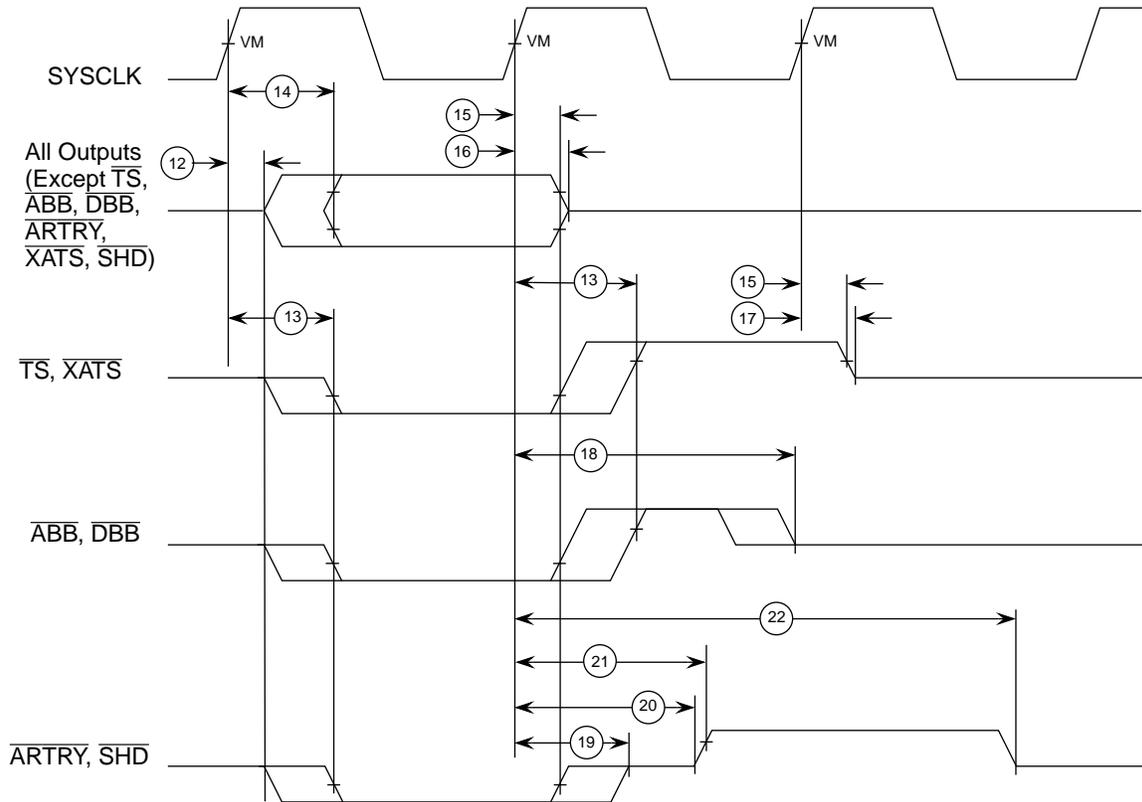 VM
VM
VM
SYSCLK
14
15
16
12
All Outputs
(Except TS,
ABB, DBB,
ARTRY,
XATS, SHD)
13
15
13
17
TS, XATS
18
ABB, DBB
22
21
20
19
ARTRY, SHD